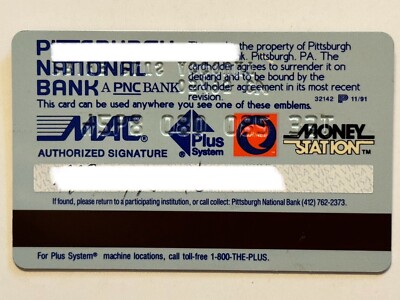 PITTSBURGH
NATIONAL
BANK A PNC BANK
is the property of Pittsburgh
Pittsburgh, PA. The
cardholder agrees to surrender it on
demand and to be bound by the
cardholder agreement in its most recent
revision.
This card can be used anywhere you see one of these emblems.
32142 11/91
MAC®
Plus
System®
MONEY
STATION™
AUTHORIZED SIGNATURE
If found, please return to a participating institution, or call collect: Pittsburgh National Bank (412) 762-2373.
For Plus System® machine locations, call toll-free 1-800-THE-PLUS.